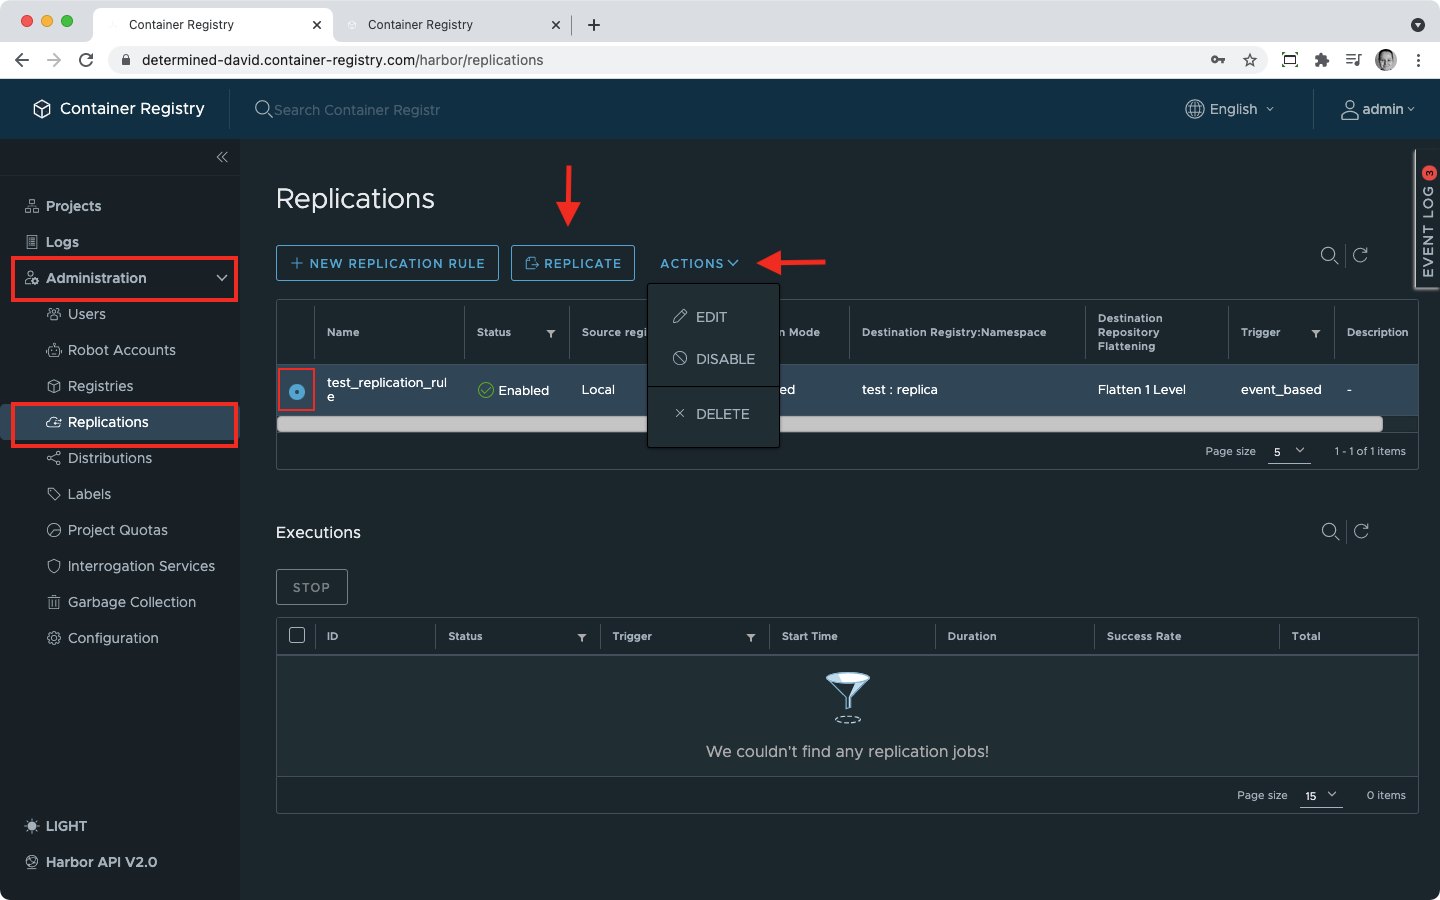 Container Registry
Container Registry
determined-david.container-registry.com/harbor/replications
Container Registry
Search Container Registr
English
admin
EVENT LOG 3
Projects
Logs
Administration
Users
Robot Accounts
Registries
Replications
Distributions
Labels
Project Quotas
Interrogation Services
Garbage Collection
Configuration
LIGHT
Harbor API V2.0
Replications
NEW REPLICATION RULE
REPLICATE
ACTIONS
EDIT
DISABLE
DELETE
Name
Status
Source regi
n Mode
Destination Registry:Namespace
Destination
Repository
Flattening
Trigger
Description
test_replication_rul
e
Enabled
Local
ed
test : replica
Flatten 1 Level
event_based
-
Page size
5
1 - 1 of 1 items
Executions
STOP
ID
Status
Trigger
Start Time
Duration
Success Rate
Total
We couldn't find any replication jobs!
Page size
15
0 items